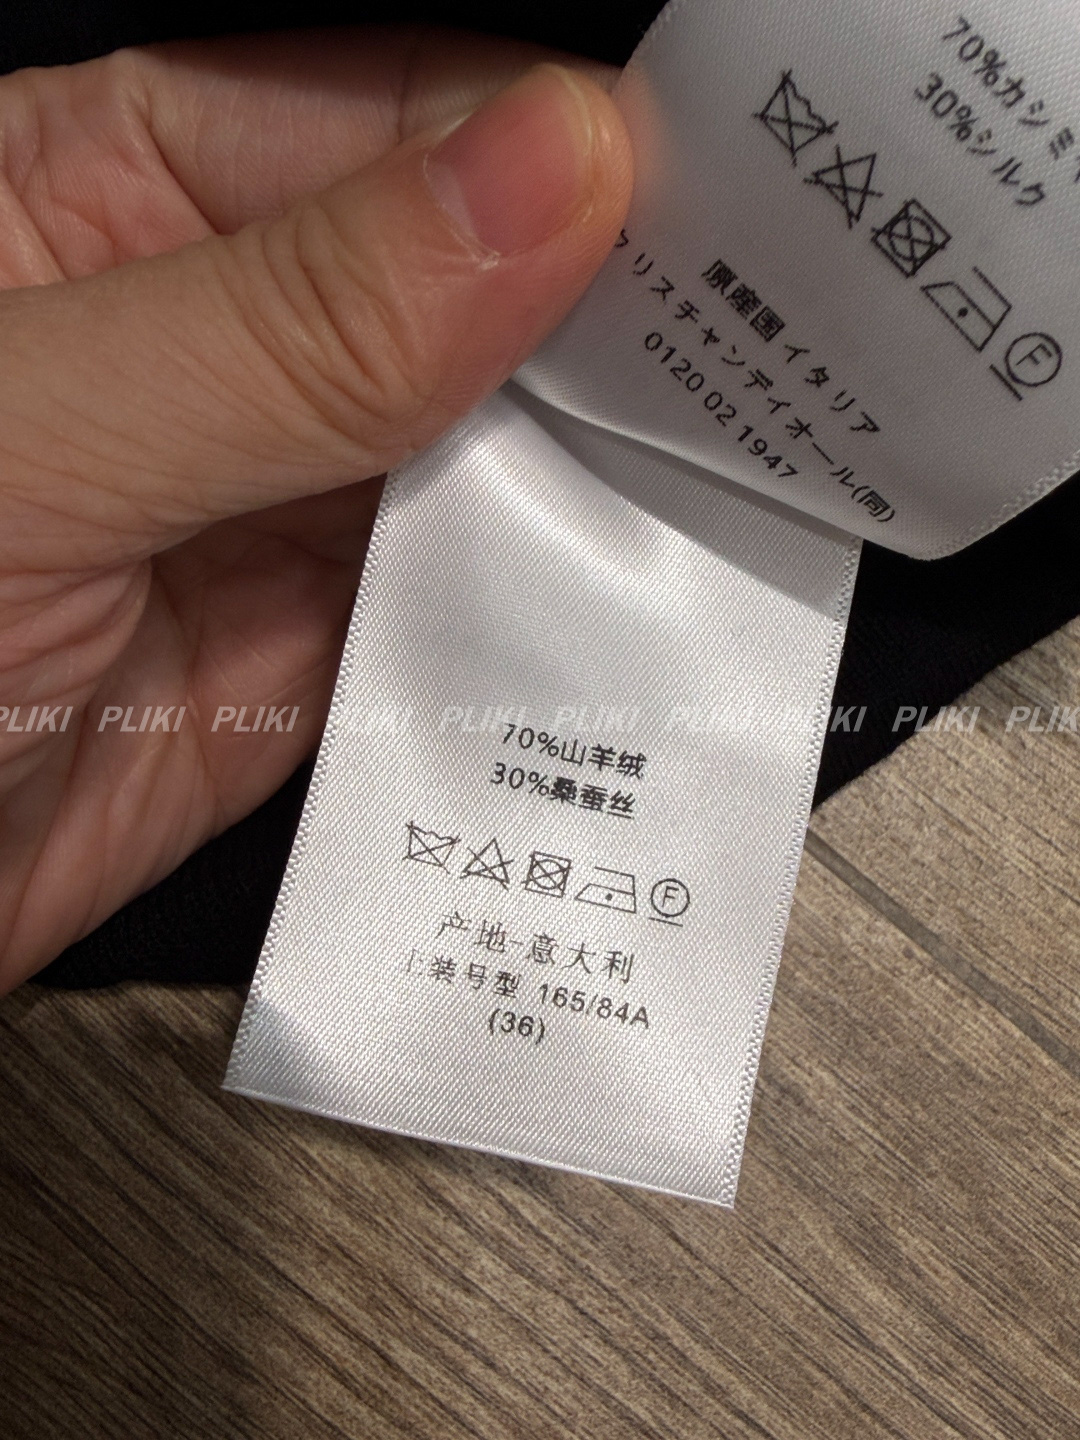 70%カシミヤ
30%シルク
F
原産国 イタリア
クリスチャンディオール(同)
0120 02 1947
PLIKI PLIKI PLIKI PLIKI PLIKI PLIKI PLIKI PLIKI PLIKI PLIKI
70%山羊绒
30%桑蚕丝
F
产地-意大利
上装号型 165/84A
(36)